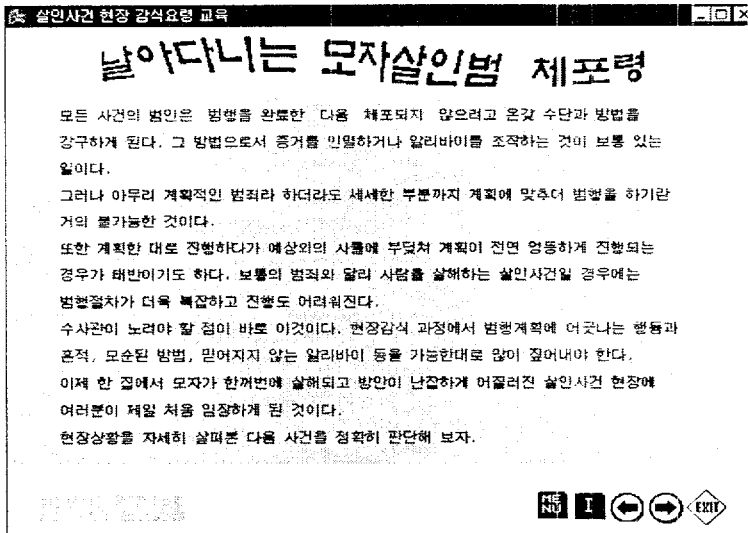 살인사건 현장 감식요령 교육
날아다니는 모자살인범 체포령
모든 사건의 범인은 범행을 완료한 다음 체포되지 않으려고 온갖 수단과 방법을
강구하게 된다. 그 방법으로서 증거를 인멸하거나 알리바이를 조작하는 것이 보통 있는
일이다.
그러나 아무리 계획적인 범죄라 하더라도 세세한 부분까지 계획에 맞추어 범행을 하기란
거의 불가능한 것이다.
또한 계획한 대로 진행하다가 예상외의 사물에 부딪쳐 계획이 전연 엉뚱하게 진행되는
경우가 태반이기도 하다. 보통의 범죄와 달리 사람을 살해하는 살인사건일 경우에는
범행절차가 더욱 복잡하고 진행도 어려워진다.
수사관이 노려야 할 점이 바로 이것이다. 현장감식 과정에서 범행계획에 어긋나는 행동과
흔적, 모순된 방법, 믿어지지 않는 알리바이 등을 가능한대로 많이 짚어내야 한다.
이제 한 집에서 모자가 한꺼번에 살해되고 방안이 난잡하게 어질러진 살인사건 현장에
여러분이 제일 처음 임장하게 된 것이다.
현장상황을 자세히 살펴본 다음 사건을 정확히 판단해 보자.
MENU I EXIT